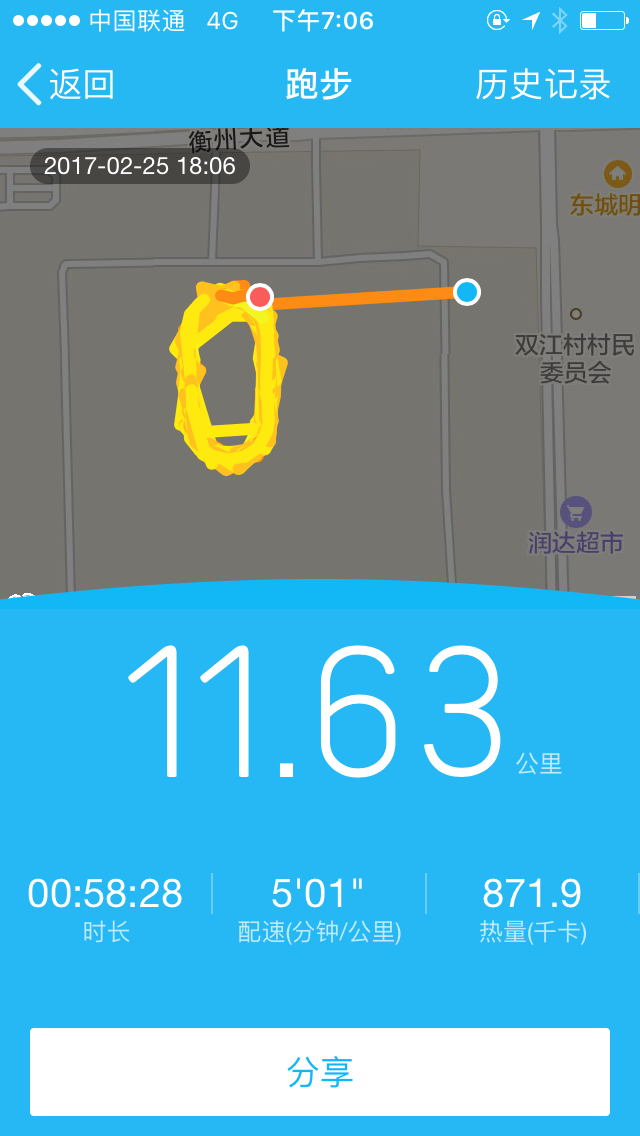 中国联通 4G 下午7:06
返回 跑步 历史记录
衡州大道
2017-02-25 18:06
东城明
双江村村民
委员会
润达超市
11.63 公里
00:58:28 5'01" 871.9
时长 配速(分钟/公里) 热量(千卡)
分享